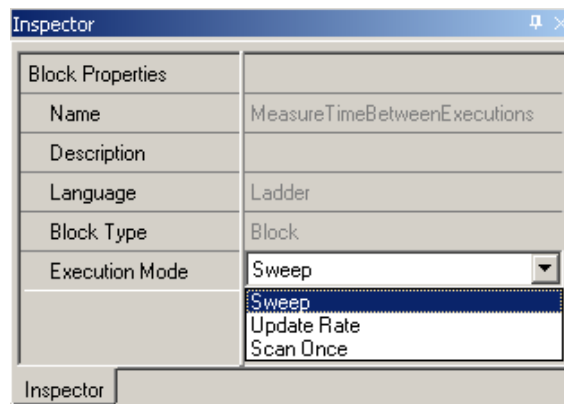 Inspector
Block Properties
Name MeasureTimeBetweenExecutions
Description
Language Ladder
Block Type Block
Execution Mode Sweep
Sweep
Update Rate
Scan Once
Inspector